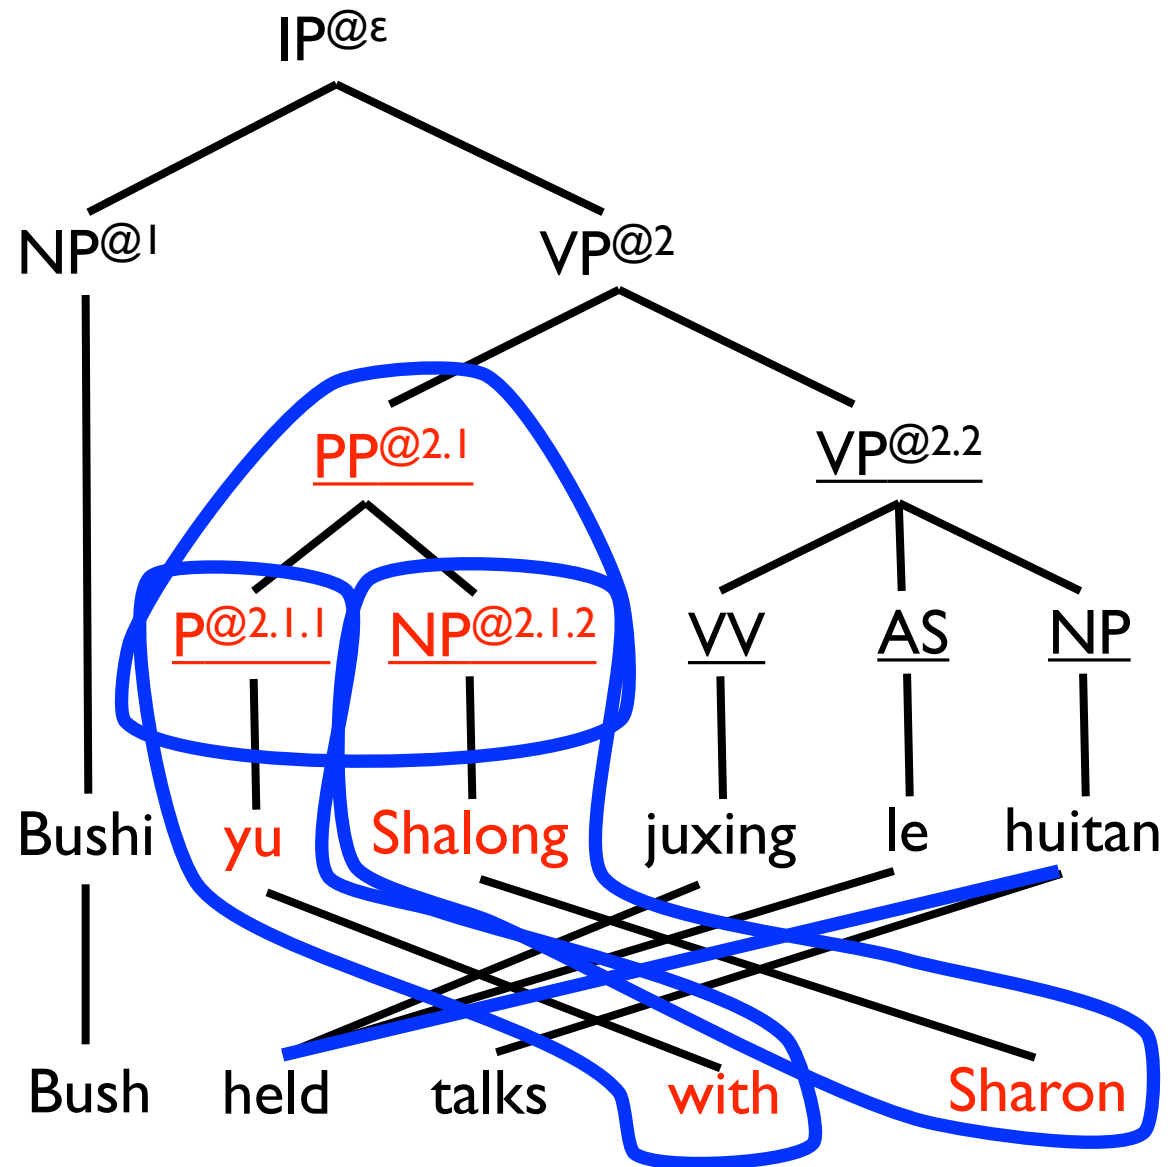 IP@ε
NP@1 VP@2
PP@2.1 VP@2.2
P@2.1.1 NP@2.1.2 VV AS NP
Bushi yu Shalong juxing le huitan
Bush held talks with Sharon